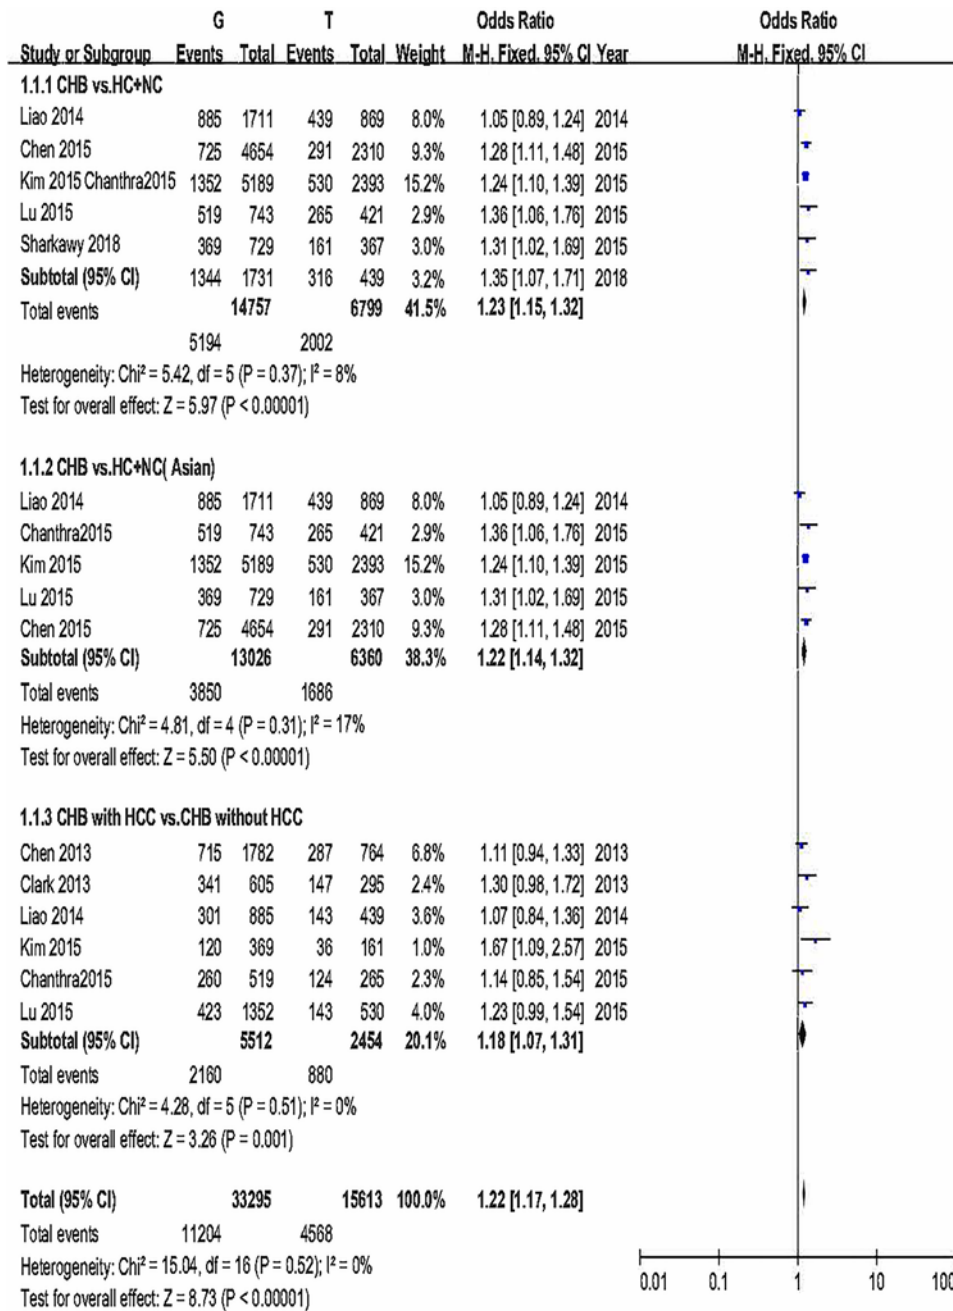 G T Odds Ratio Odds Ratio
Study or Subgroup Events Total Events Total Weight M-H, Fixed, 95% CI Year M-H, Fixed, 95% CI
1.1.1 CHB vs.HC+NC
Liao 2014 885 1711 439 869 8.0% 1.05 [0.89, 1.24] 2014
Chen 2015 725 4654 291 2310 9.3% 1.28 [1.11, 1.48] 2015
Kim 2015 Chanthra2015 1352 5189 530 2393 15.2% 1.24 [1.10, 1.39] 2015
Lu 2015 519 743 265 421 2.9% 1.36 [1.06, 1.76] 2015
Sharkawy 2018 369 729 161 367 3.0% 1.31 [1.02, 1.69] 2015
Subtotal (95% CI) 1344 1731 316 439 3.2% 1.35 [1.07, 1.71] 2018
Total events 14757 6799 41.5% 1.23 [1.15, 1.32]
5194 2002
Heterogeneity: Chi² = 5.42, df = 5 (P = 0.37); I² = 8%
Test for overall effect: Z = 5.97 (P < 0.00001)
1.1.2 CHB vs.HC+NC( Asian)
Liao 2014 885 1711 439 869 8.0% 1.05 [0.89, 1.24] 2014
Chanthra2015 519 743 265 421 2.9% 1.36 [1.06, 1.76] 2015
Kim 2015 1352 5189 530 2393 15.2% 1.24 [1.10, 1.39] 2015
Lu 2015 369 729 161 367 3.0% 1.31 [1.02, 1.69] 2015
Chen 2015 725 4654 291 2310 9.3% 1.28 [1.11, 1.48] 2015
Subtotal (95% CI) 13026 6360 38.3% 1.22 [1.14, 1.32]
Total events 3850 1686
Heterogeneity: Chi² = 4.81, df = 4 (P = 0.31); I² = 17%
Test for overall effect: Z = 5.50 (P < 0.00001)
1.1.3 CHB with HCC vs.CHB without HCC
Chen 2013 715 1782 287 764 6.8% 1.11 [0.94, 1.33] 2013
Clark 2013 341 605 147 295 2.4% 1.30 [0.98, 1.72] 2013
Liao 2014 301 885 143 439 3.6% 1.07 [0.84, 1.36] 2014
Kim 2015 120 369 36 161 1.0% 1.67 [1.09, 2.57] 2015
Chanthra2015 260 519 124 265 2.3% 1.14 [0.85, 1.54] 2015
Lu 2015 423 1352 143 530 4.0% 1.23 [0.99, 1.54] 2015
Subtotal (95% CI) 5512 2454 20.1% 1.18 [1.07, 1.31]
Total events 2160 880
Heterogeneity: Chi² = 4.28, df = 5 (P = 0.51); I² = 0%
Test for overall effect: Z = 3.26 (P = 0.001)
Total (95% CI) 33295 15613 100.0% 1.22 [1.17, 1.28]
Total events 11204 4568
Heterogeneity: Chi² = 15.04, df = 16 (P = 0.52); I² = 0%
0.01 0.1 1 10 100
Test for overall effect: Z = 8.73 (P < 0.00001)